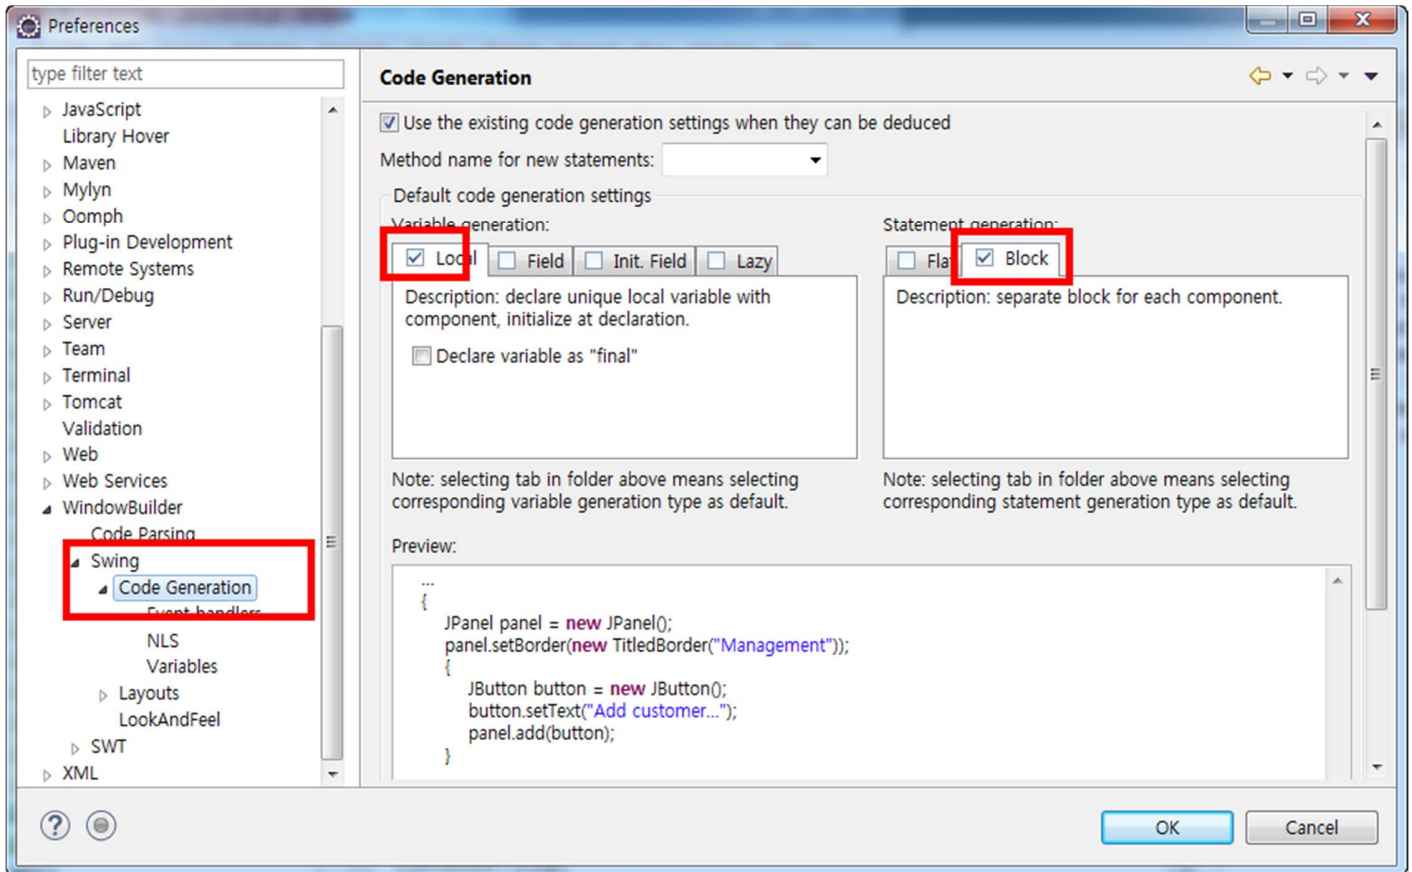 Preferences
type filter text
JavaScript
Library Hover
Maven
Mylyn
Oomph
Plug-in Development
Remote Systems
Run/Debug
Server
Team
Terminal
Tomcat
Validation
Web
Web Services
WindowBuilder
Code Parsing
Swing
Code Generation
Event handlers
NLS
Variables
Layouts
LookAndFeel
SWT
XML
Code Generation
Use the existing code generation settings when they can be deduced
Method name for new statements:
Default code generation settings
Variable generation:
Local Field Init. Field Lazy
Description: declare unique local variable with
component, initialize at declaration.
Declare variable as "final"
Note: selecting tab in folder above means selecting
corresponding variable generation type as default.
Statement generation:
Flat Block
Description: separate block for each component.
Note: selecting tab in folder above means selecting
corresponding statement generation type as default.
Preview:
...
{
JPanel panel = new JPanel();
panel.setBorder(new TitledBorder("Management"));
{
JButton button = new JButton();
button.setText("Add customer...");
panel.add(button);
}
OK Cancel